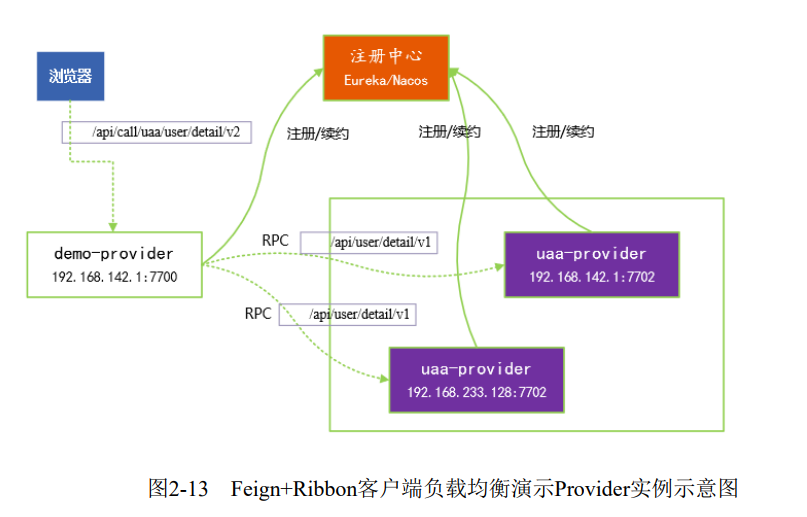 注册中心
Eureka/Nacos
浏览器
/api/call/uaa/user/detail/v2
注册/续约
注册/续约
注册/续约
demo-provider
192.168.142.1:7700
RPC
/api/user/detail/v1
uaa-provider
192.168.142.1:7702
RPC
/api/user/detail/v1
uaa-provider
192.168.233.128:7702
图2-13 Feign+Ribbon客户端负载均衡演示Provider实例示意图